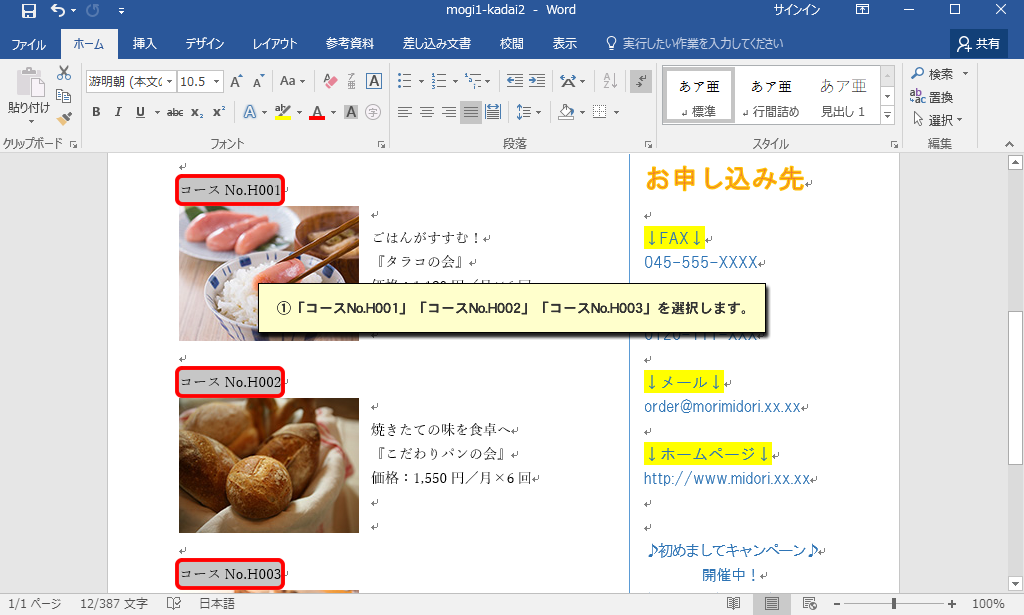 mogi1-kadai2 - Word
サインイン
ファイル ホーム 挿入 デザイン レイアウト 参考資料 差し込み文書 校閲 表示 実行したい作業を入力してください 共有
貼り付け
游明朝 (本文の 10.5
Aa
B I U abc x₂ x²
あア亜 あア亜 あア亜
標準 行間詰め 見出し 1
検索
置換
選択
クリップボード フォント 段落 スタイル 編集
コース No.H001
ごはんがすすむ！
『タラコの会』
①「コースNo.H001」「コースNo.H002」「コースNo.H003」を選択します。
コース No.H002
焼きたての味を食卓へ
『こだわりパンの会』
価格：1,550 円／月×6 回
コース No.H003
お申し込み先
↓FAX↓
045-555-XXXX
↓メール↓
order@morimidori.xx.xx
↓ホームページ↓
http://www.midori.xx.xx
♪初めましてキャンペーン♪
開催中！
1/1 ページ 12/387 文字 日本語 100%